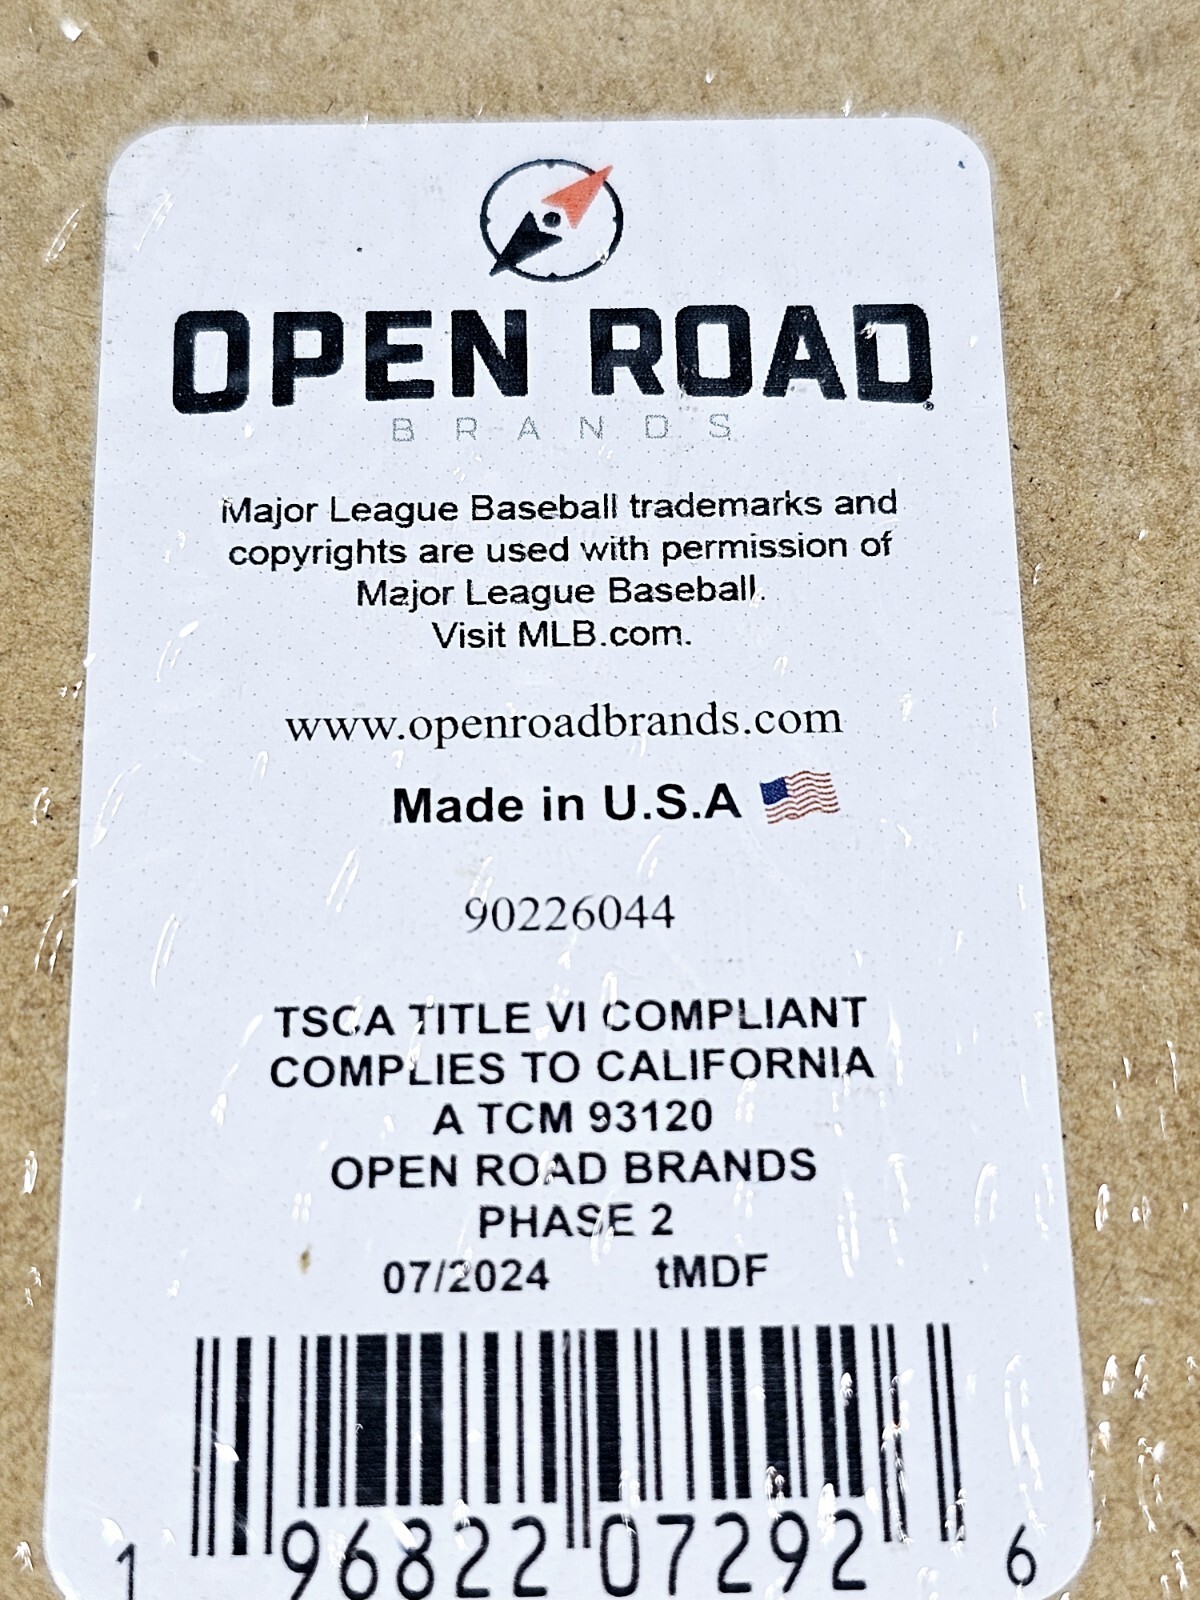 OPEN ROAD®
BRANDS
Major League Baseball trademarks and
copyrights are used with permission of
Major League Baseball.
Visit MLB.com.
www.openroadbrands.com
Made in U.S.A
90226044
TSCA TITLE VI COMPLIANT
COMPLIES TO CALIFORNIA
A TCM 93120
OPEN ROAD BRANDS
PHASE 2
07/2024 tMDF
1 96822 07292 6